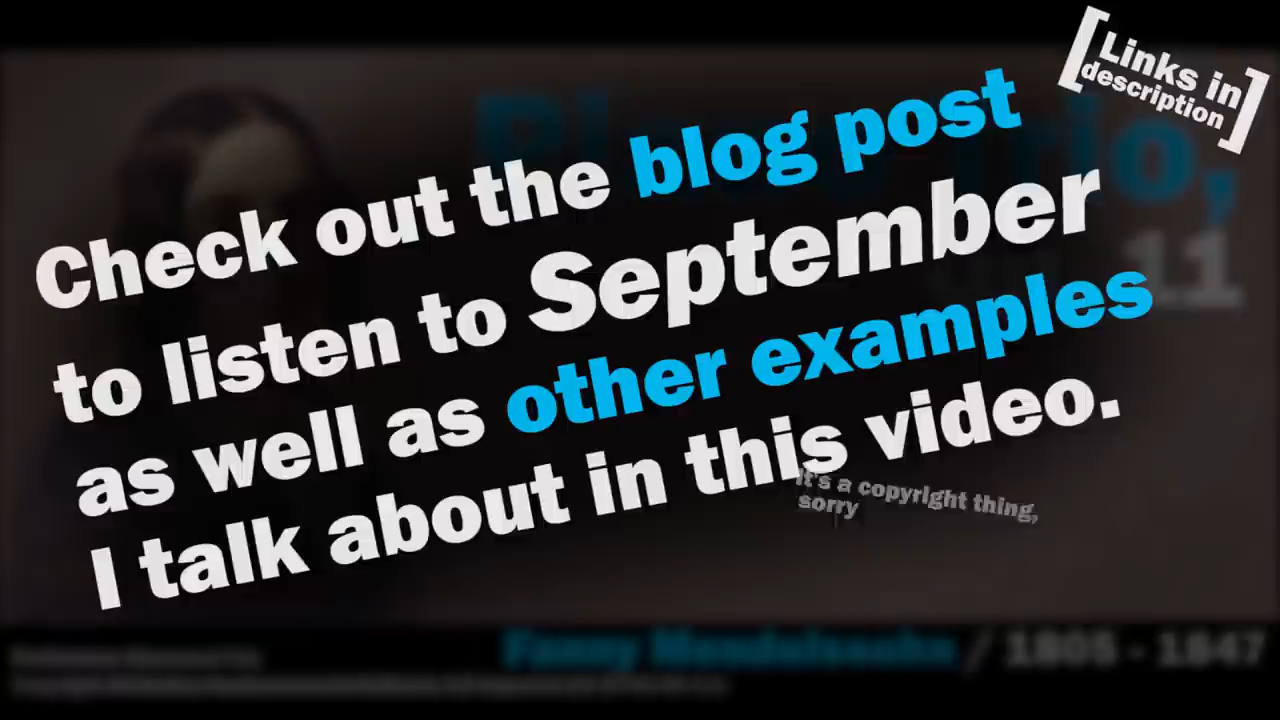 [Links in
description]
Check out the blog post
to listen to September
as well as other examples
I talk about in this video.
It's a copyright thing,
sorry
11
Fanny Mendelssohn / 1805 - 1847